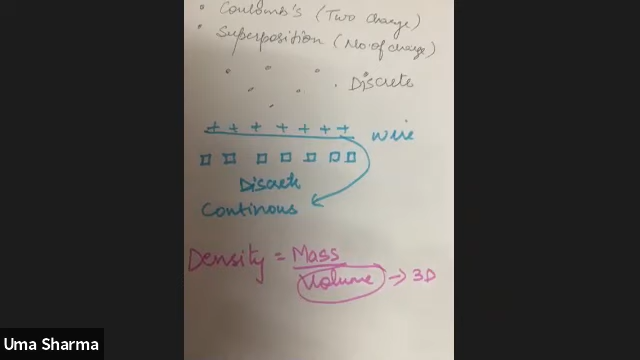 • Coulomb's (Two charge)
• Superposition (No. of charge)
Discrete
+ + + + + + + wire
Discrete
Continous
Density = Mass
Volume → 3D
Uma Sharma